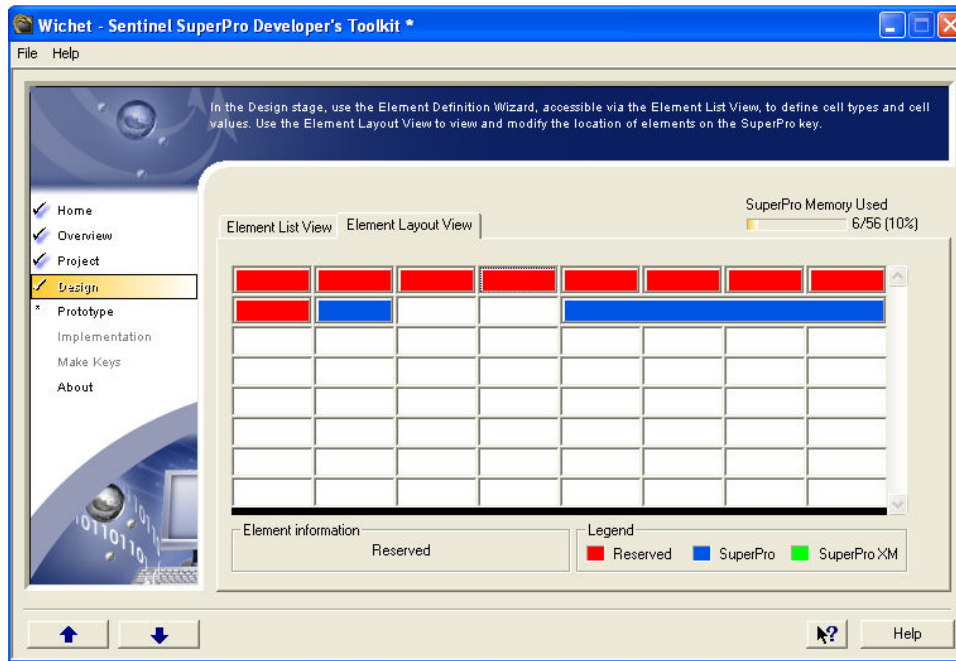 Wichet - Sentinel SuperPro Developer's Toolkit *
File Help
In the Design stage, use the Element Definition Wizard, accessible via the Element List View, to define cell types and cell
values. Use the Element Layout View to view and modify the location of elements on the SuperPro key.
Home
Overview
Project
Design
* Prototype
Implementation
Make Keys
About
SuperPro Memory Used
6/56 (10%)
Element List View Element Layout View
Element information
Reserved
Legend
Reserved SuperPro SuperPro XM
Help